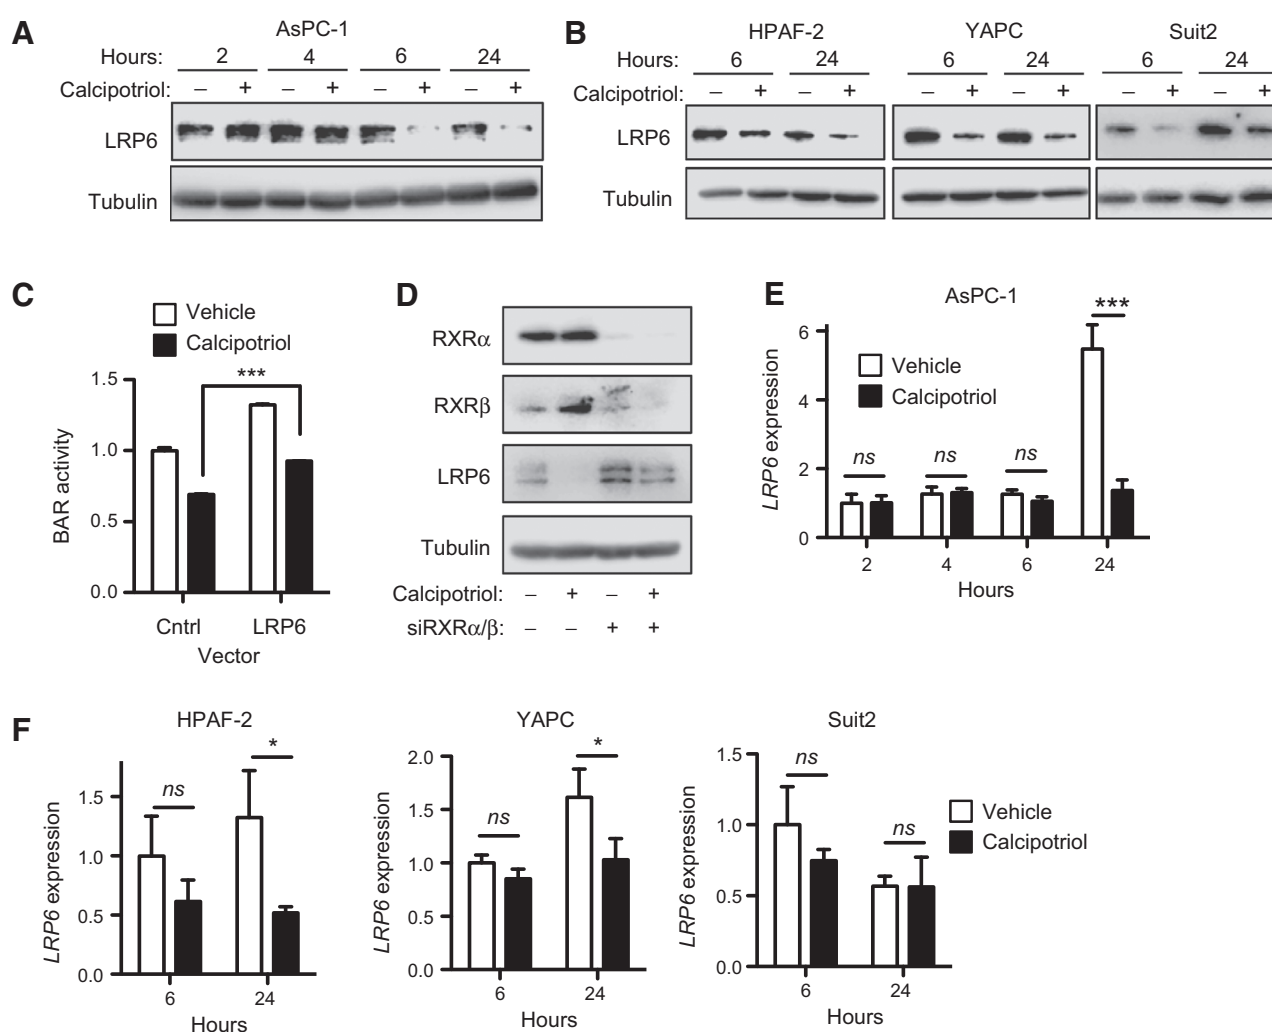 A
AsPC-1
Hours: 2 4 6 24
Calcipotriol: – + – + – + – +
LRP6
Tubulin
B
HPAF-2 YAPC Suit2
Hours: 6 24 6 24 6 24
Calcipotriol: – + – + – + – + – + – +
LRP6
Tubulin
C
Vehicle
Calcipotriol
***
1.5
1.0
0.5
0.0
BAR activity
Cntrl LRP6
Vector
D
RXRα
RXRβ
LRP6
Tubulin
Calcipotriol: – + – +
siRXRα/β: – – + +
E
AsPC-1
***
Vehicle
Calcipotriol
ns ns ns
6
4
2
0
LRP6 expression
2 4 6 24
Hours
F
HPAF-2
ns *
1.5
1.0
0.5
0.0
LRP6 expression
6 24
Hours
YAPC
ns *
2.0
1.5
1.0
0.5
0.0
LRP6 expression
6 24
Hours
Suit2
ns ns
1.5
1.0
0.5
0.0
LRP6 expression
6 24
Hours
Vehicle
Calcipotriol